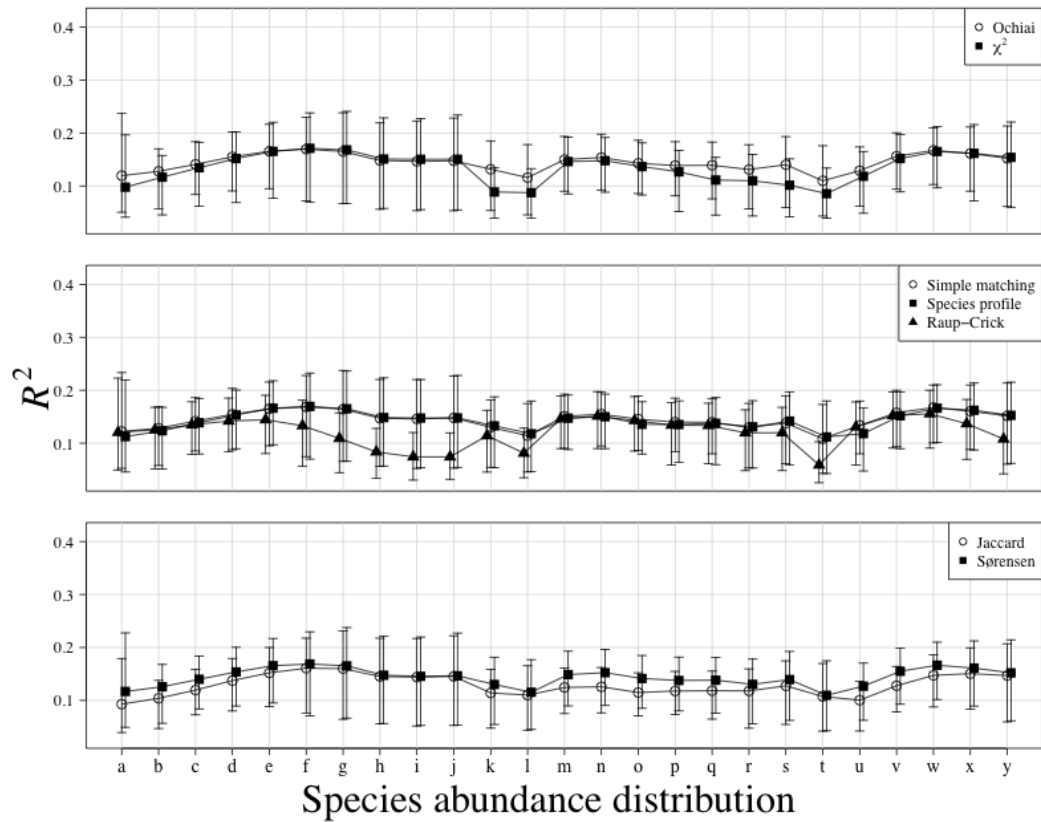 0.4
0.3
0.2
0.1
Ochiai
χ²
0.4
0.3
0.2
0.1
Simple matching
Species profile
Raup−Crick
R²
0.4
0.3
0.2
0.1
Jaccard
Sørensen
a b c d e f g h i j k l m n o p q r s t u v w x y
Species abundance distribution